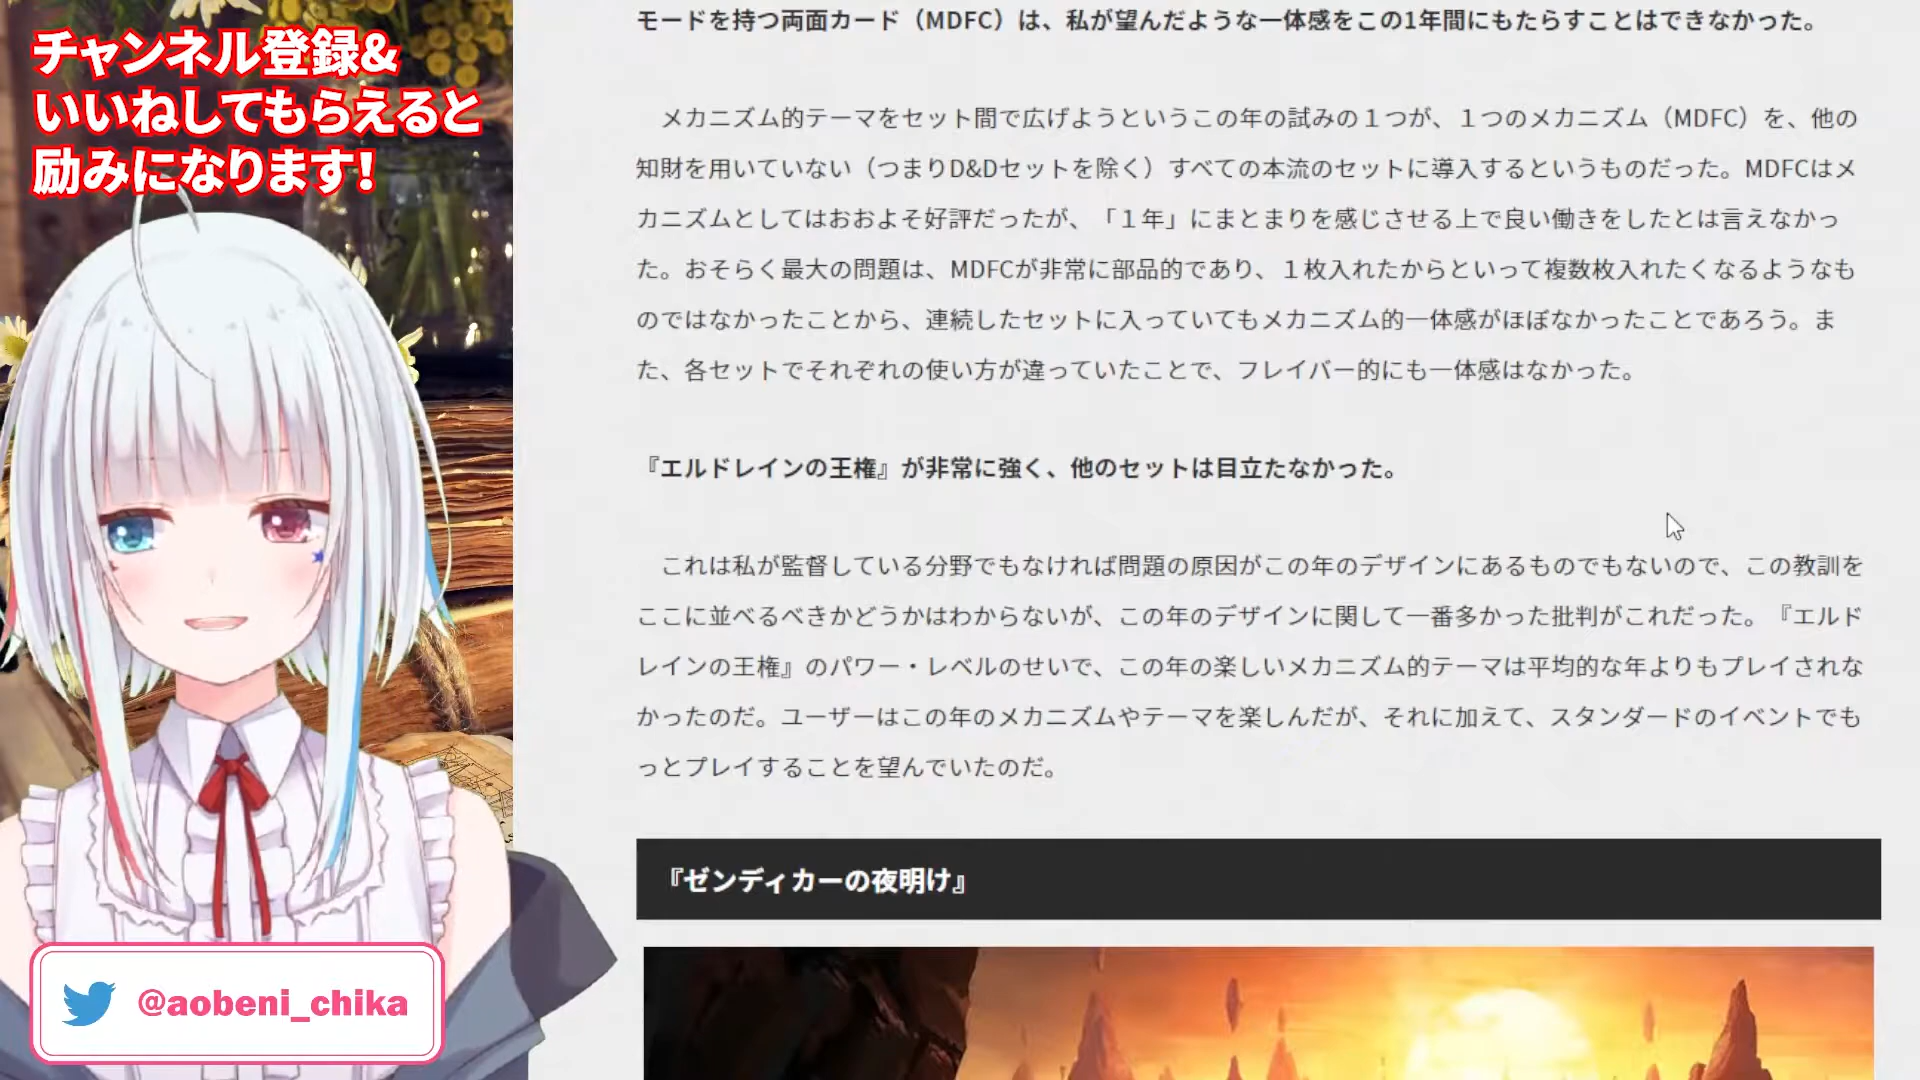 チャンネル登録&
いいねしてもらえると
励みになります!
@aobeni_chika
モードを持つ両面カード（MDFC）は、私が望んだような一体感をこの1年間にもたらすことはできなかった。
メカニズム的テーマをセット間で広げようというこの年の試みの１つが、１つのメカニズム（MDFC）を、他の
知財を用いていない（つまりD&Dセットを除く）すべての本流のセットに導入するというものだった。MDFCはメ
カニズムとしてはおおよそ好評だったが、「１年」にまとまりを感じさせる上で良い働きをしたとは言えなかっ
た。おそらく最大の問題は、MDFCが非常に部品的であり、１枚入れたからといって複数枚入れたくなるようなも
のではなかったことから、連続したセットに入っていてもメカニズム的一体感がほぼなかったことであろう。ま
た、各セットでそれぞれの使い方が違っていたことで、フレイバー的にも一体感はなかった。
『エルドレインの王権』が非常に強く、他のセットは目立たなかった。
これは私が監督している分野でもなければ問題の原因がこの年のデザインにあるものでもないので、この教訓を
ここに並べるべきかどうかはわからないが、この年のデザインに関して一番多かった批判がこれだった。『エルド
レインの王権』のパワー・レベルのせいで、この年の楽しいメカニズム的テーマは平均的な年よりもプレイされな
かったのだ。ユーザーはこの年のメカニズムやテーマを楽しんだが、それに加えて、スタンダードのイベントでも
っとプレイすることを望んでいたのだ。
『ゼンディカーの夜明け』